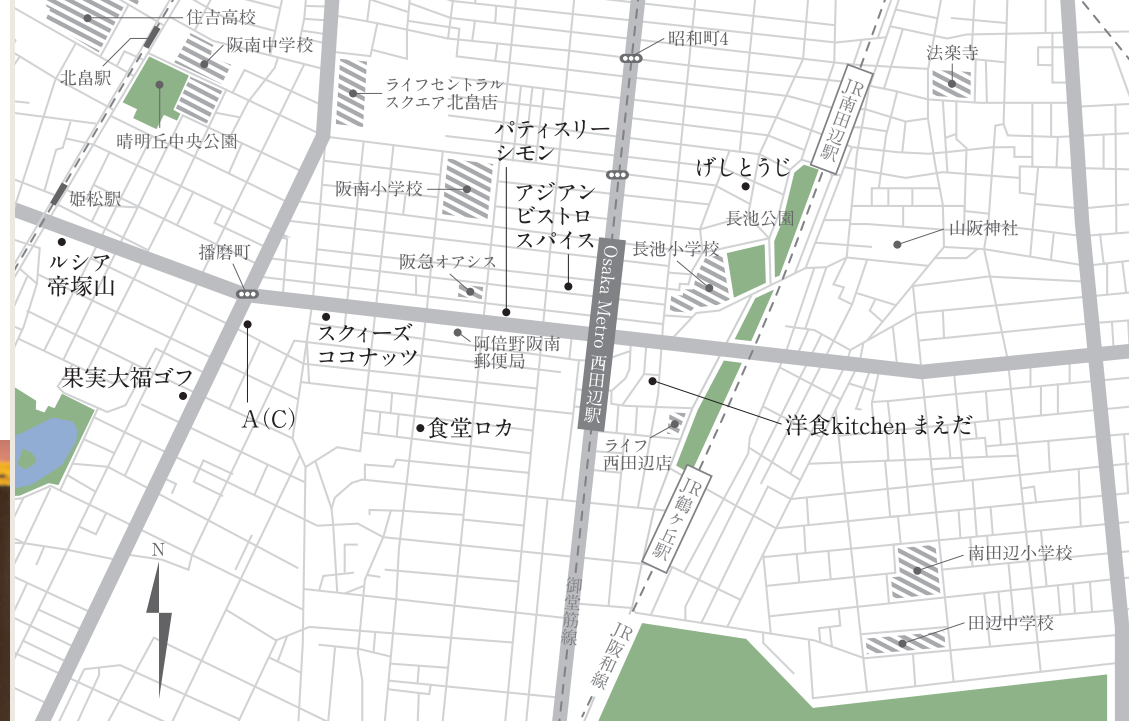 住吉高校
昭和町4
阪南中学校
法楽寺
北畠駅
ライフセントラル
スクエア北畠店
JR南田辺駅
パティスリー
シモン
晴明丘中央公園
げしとうじ
阪南小学校
アジアン
ビストロ
スパイス
姫松駅
長池公園
山阪神社
播磨町
長池小学校
阪急オアシス
ルシア
帝塚山
Osaka Metro 西田辺駅
スクィーズ
ココナッツ
阿倍野阪南
郵便局
果実大福ゴフ
A(C)
食堂ロカ
洋食kitchen まえだ
ライフ
西田辺店
JR鶴ケ丘駅
N
南田辺小学校
御堂筋線
田辺中学校
JR阪和線